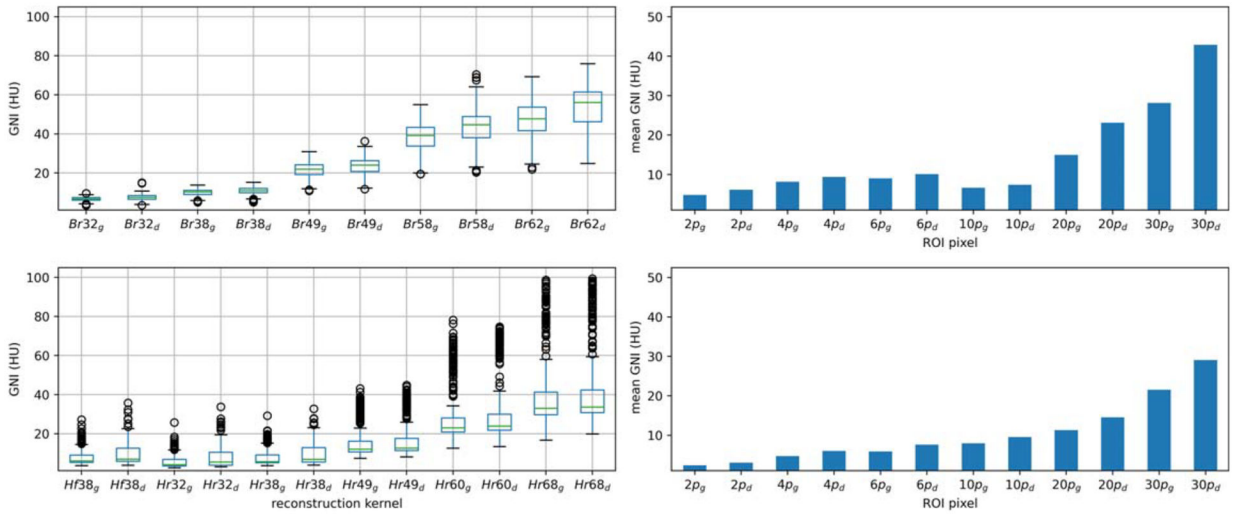 100
80
60
40
20
GNI (HU)
Br32g Br32d Br38g Br38d Br49g Br49d Br58g Br58d Br62g Br62d
50
40
30
20
10
mean GNI (HU)
2pg 2pd 4pg 4pd 6pg 6pd 10pg 10pd 20pg 20pd 30pg 30pd
ROI pixel
100
80
60
40
20
GNI (HU)
Hf38g Hf38d Hr32g Hr32d Hr38g Hr38d Hr49g Hr49d Hr60g Hr60d Hr68g Hr68d
reconstruction kernel
50
40
30
20
10
mean GNI (HU)
2pg 2pd 4pg 4pd 6pg 6pd 10pg 10pd 20pg 20pd 30pg 30pd
ROI pixel